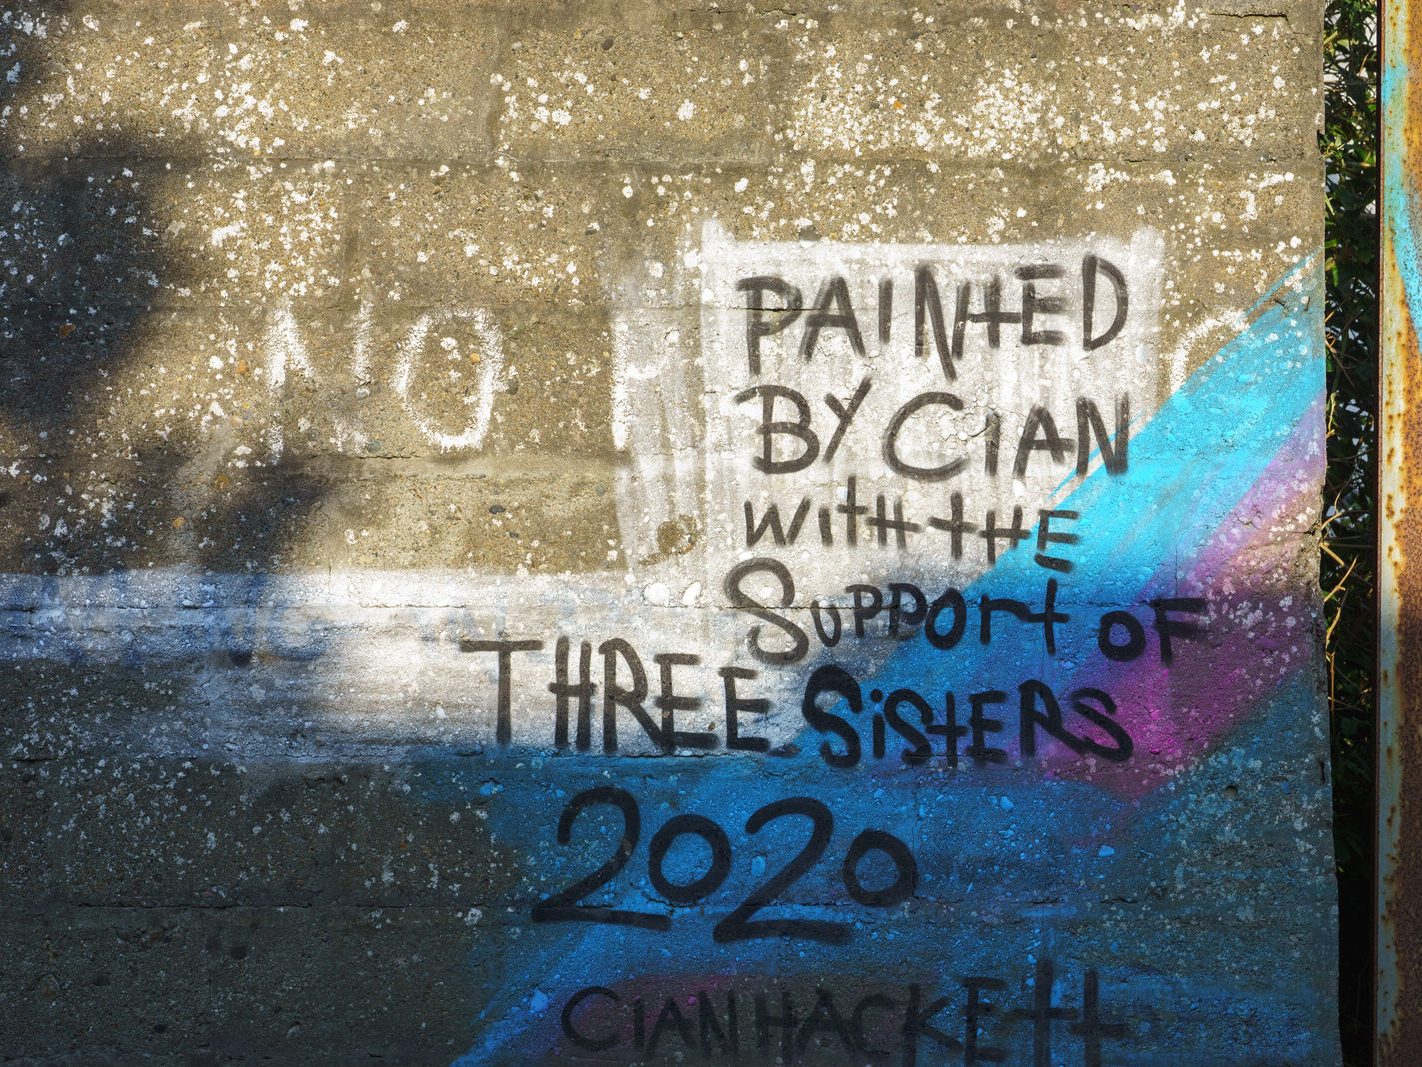 NO
PAINTED
BY CIAN
WITH THE
SUPPORT OF
THREE SISTERS
2020
CIAN HACKETT